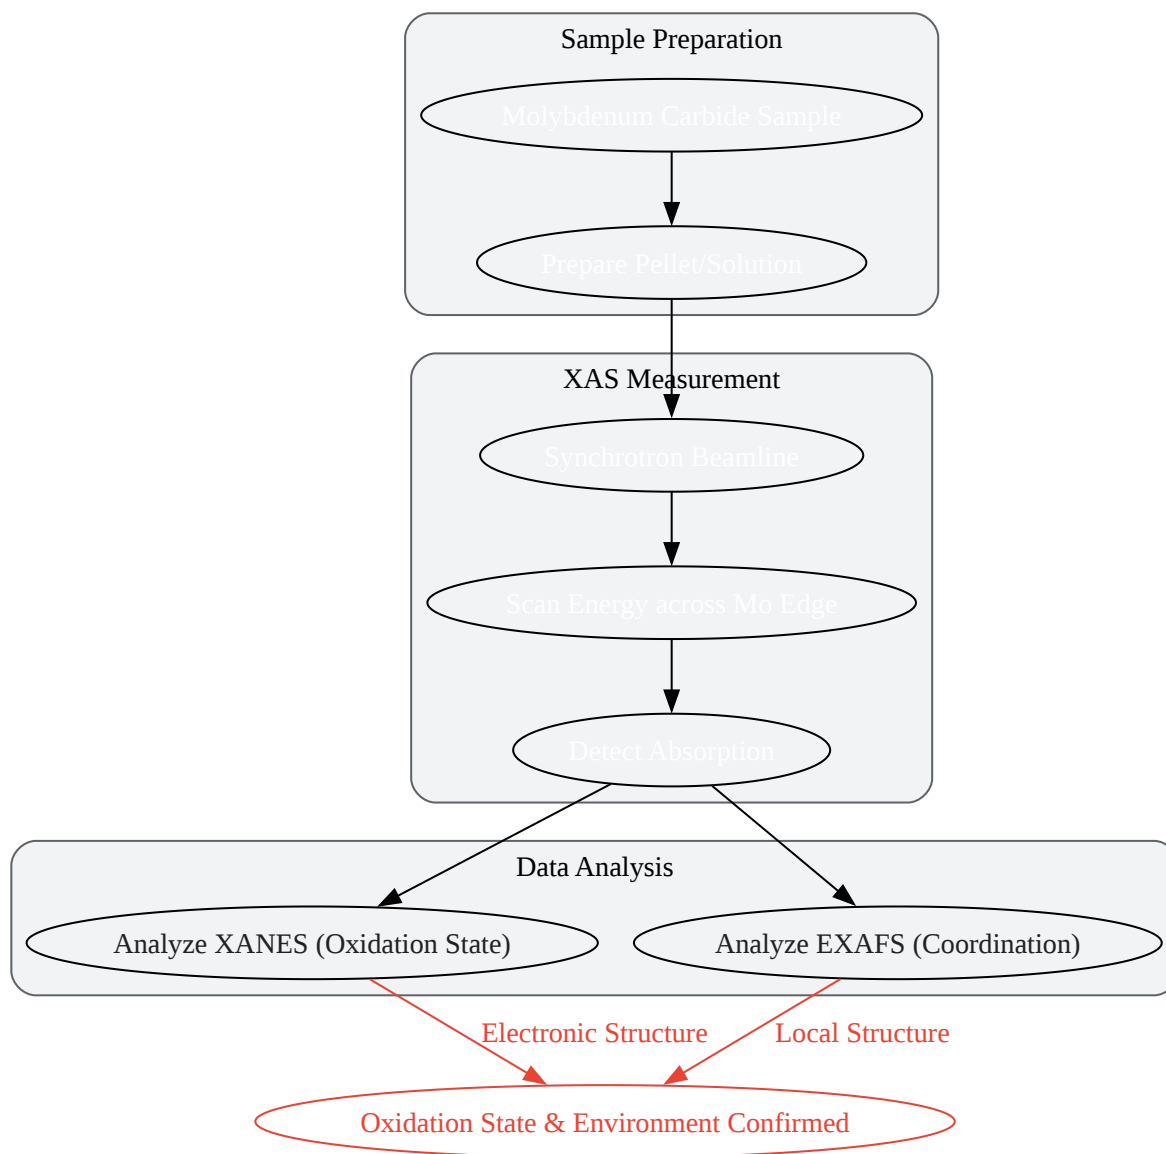 Sample Preparation
Molybdenum Carbide Sample
Prepare Pellet/Solution
XAS Measurement
Synchrotron Beamline
Scan Energy across Mo Edge
Detect Absorption
Data Analysis
Analyze XANES (Oxidation State)
Analyze EXAFS (Coordination)
Electronic Structure
Local Structure
Oxidation State & Environment Confirmed